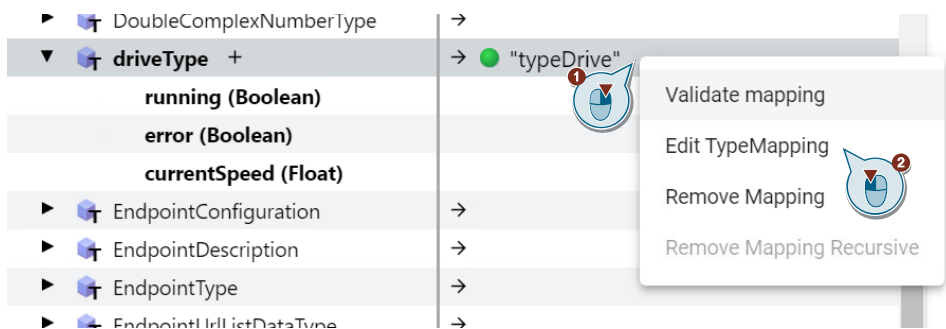 DoubleComplexNumberType →
driveType + → "typeDrive"
1
Validate mapping
running (Boolean)
Edit TypeMapping
error (Boolean)
2
currentSpeed (Float)
Remove Mapping
EndpointConfiguration →
EndpointDescription →
Remove Mapping Recursive
EndpointType →
EndpointUrlListDataType →